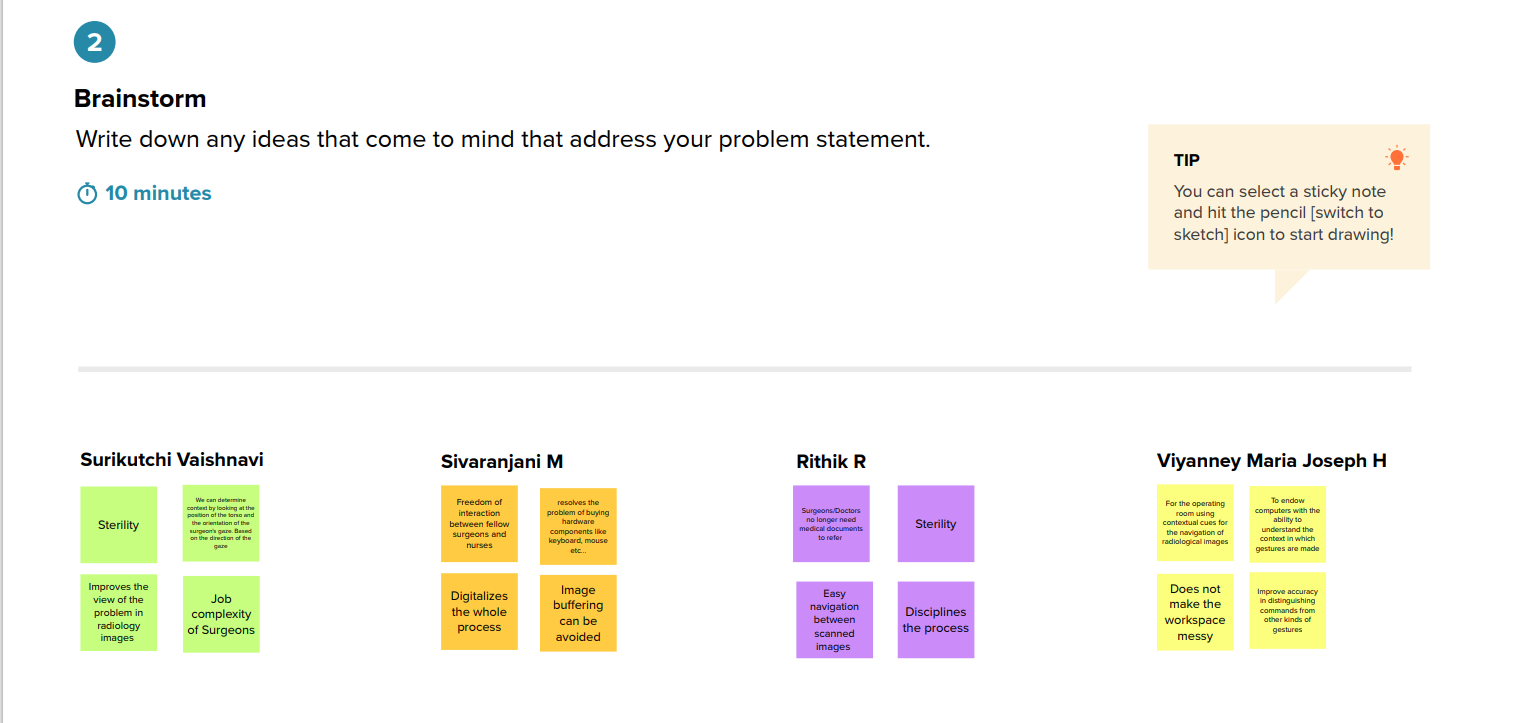 2
Brainstorm
Write down any ideas that come to mind that address your problem statement.
10 minutes
TIP
You can select a sticky note
and hit the pencil [switch to
sketch] icon to start drawing!
Surikutchi Vaishnavi
Sterility
We can determine
context by looking at the
position of the torso and
the orientation of the
surgeon's gaze. Based
on the direction of the
gaze
Improves the
view of the
problem in
radiology
images
Job
complexity
of Surgeons
Sivaranjani M
Freedom of
interaction
between fellow
surgeons and
nurses
resolves the
problem of buying
hardware
components like
keyboard, mouse
etc...
Digitalizes
the whole
process
Image
buffering
can be
avoided
Rithik R
Surgeons/Doctors
no longer need
medical documents
to refer
Sterility
Easy
navigation
between
scanned
images
Disciplines
the process
Viyanney Maria Joseph H
For the operating
room using
contextual cues for
the navigation of
radiological images
To endow
computers with the
ability to
understand the
context in which
gestures are made
Does not
make the
workspace
messy
Improve accuracy
in distinguishing
commands from
other kinds of
gestures